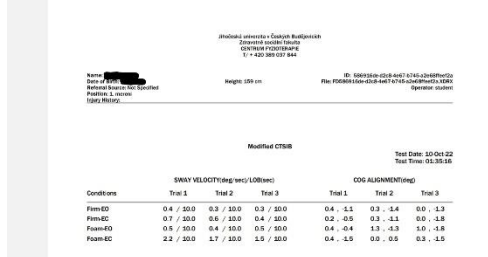 Jihočeská univerzita v Českých Budějovicích
Zdravotně sociální fakulta
CENTRUM FYZIOTERAPIE
T/ + 420 389 037 844
Name:
Date of Birth:
Referral Source: Not Specified
Position: 1. merení
Injury History:
Height: 159 cm
ID:
File:
Operator: student
Modified CTSIB
Test Date: 10-Oct-22
Test Time: 01:35:16
SWAY VELOCITY(deg/sec)/LOB(sec) COG ALIGNMENT(deg)
Conditions Trial 1 Trial 2 Trial 3 Trial 1 Trial 2 Trial 3
Firm-EO 0.4 / 10.0 0.3 / 10.0 0.3 / 10.0 0.4 , -1.1 0.3 , -1.4 0.0 , -1.3
Firm-EC 0.7 / 10.0 0.6 / 10.0 0.4 / 10.0 0.2 , -0.5 0.3 , -1.1 0.0 , -1.8
Foam-EO 0.5 / 10.0 0.4 / 10.0 0.5 / 10.0 0.4 , -0.4 1.3 , -1.3 1.0 , -1.8
Foam-EC 2.2 / 10.0 1.7 / 10.0 1.5 / 10.0 0.4 , -1.5 0.0 , 0.5 0.3 , -1.5